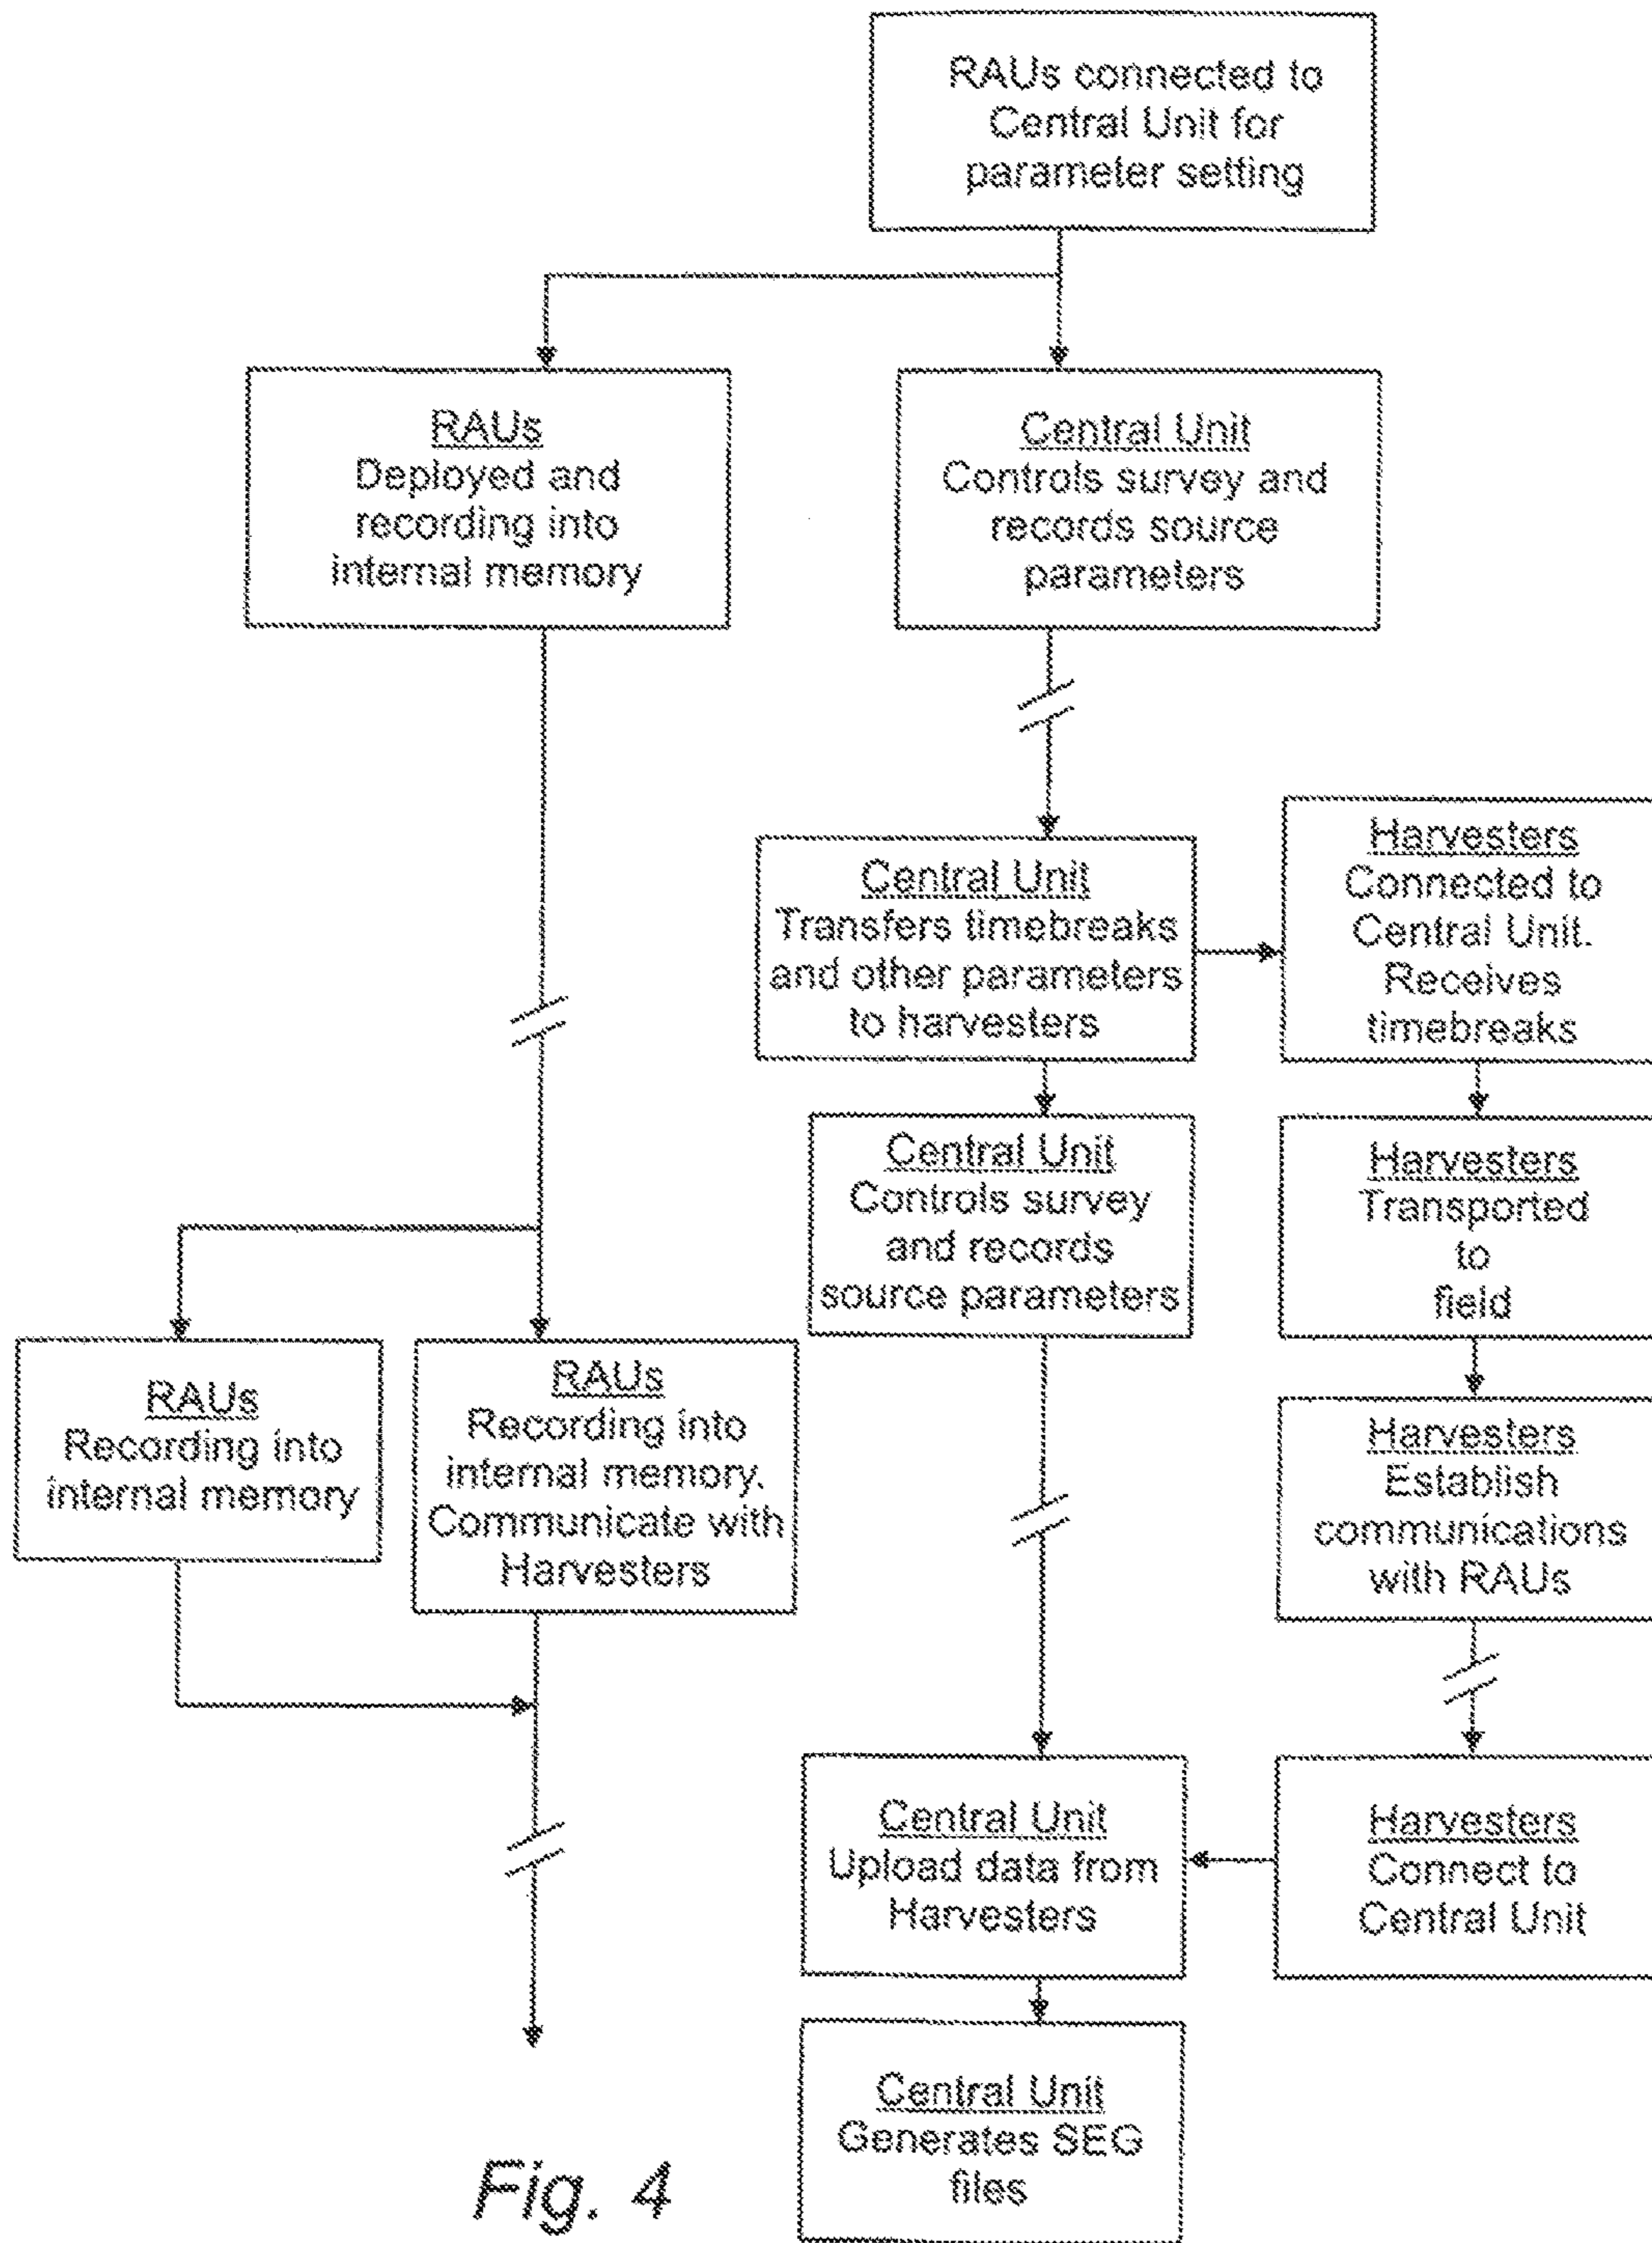 RAUs connected to
Central Unit for
parameter setting
RAUs
Deployed and
recording into
internal memory
Central Unit
Controls survey and
records source
parameters
Central Unit
Transfers timebreaks
and other parameters
to harvesters
Harvesters
Connected to
Central Unit.
Receives
timebreaks
Central Unit
Controls survey
and records
source parameters
Harvesters
Transported
to
field
RAUs
Recording into
internal memory
RAUs
Recording into
internal memory.
Communicate with
Harvesters
Harvesters
Establish
communications
with RAUs
Central Unit
Upload data from
Harvesters
Harvesters
Connect to
Central Unit
Central Unit
Generates SEG
files
Fig. 4